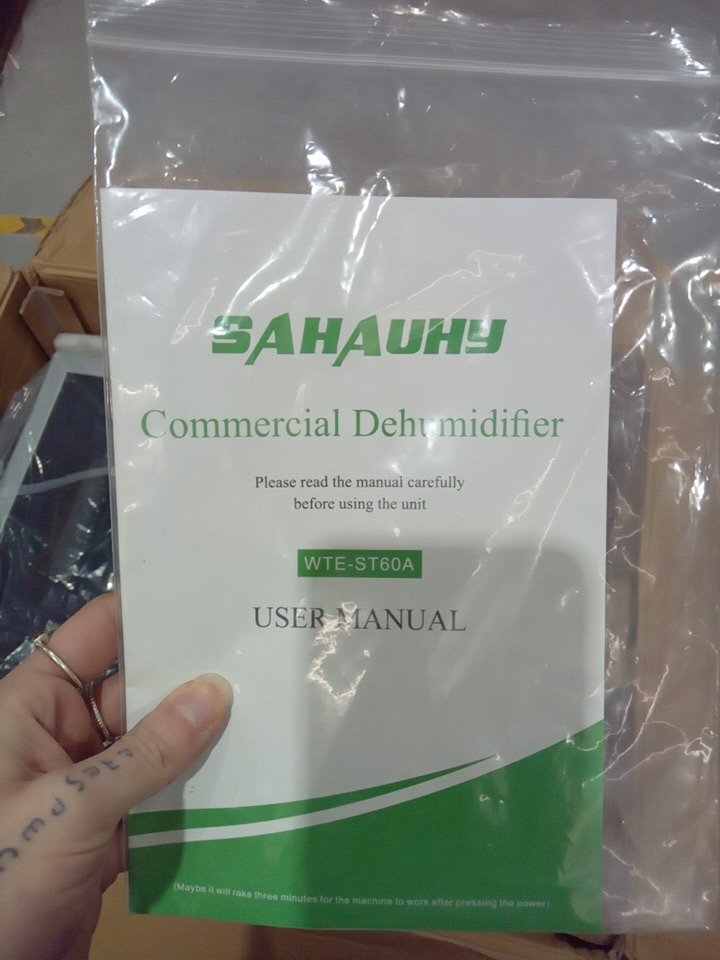 SAHAUHY
Commercial Dehumidifier
Please read the manual carefully
before using the unit
WTE-ST60A
USER MANUAL
(Maybe it will rake three minutes for the machine to work after pressing the power)